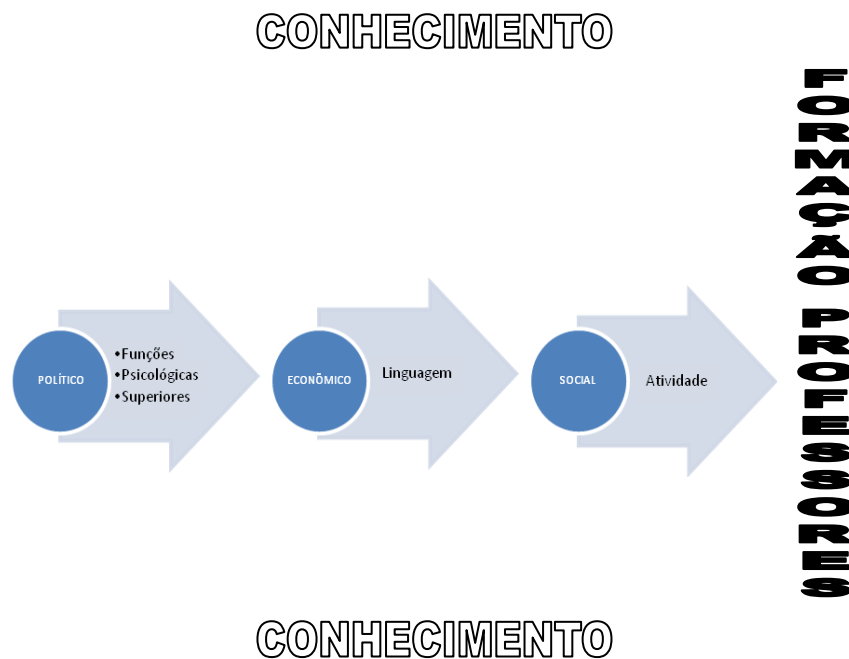 CONHECIMENTO
POLÍTICO
•Funções
•Psicológicas
•Superiores
ECONÔMICO
Linguagem
SOCIAL
Atividade
FORMAÇÃO PROFESSORES
CONHECIMENTO